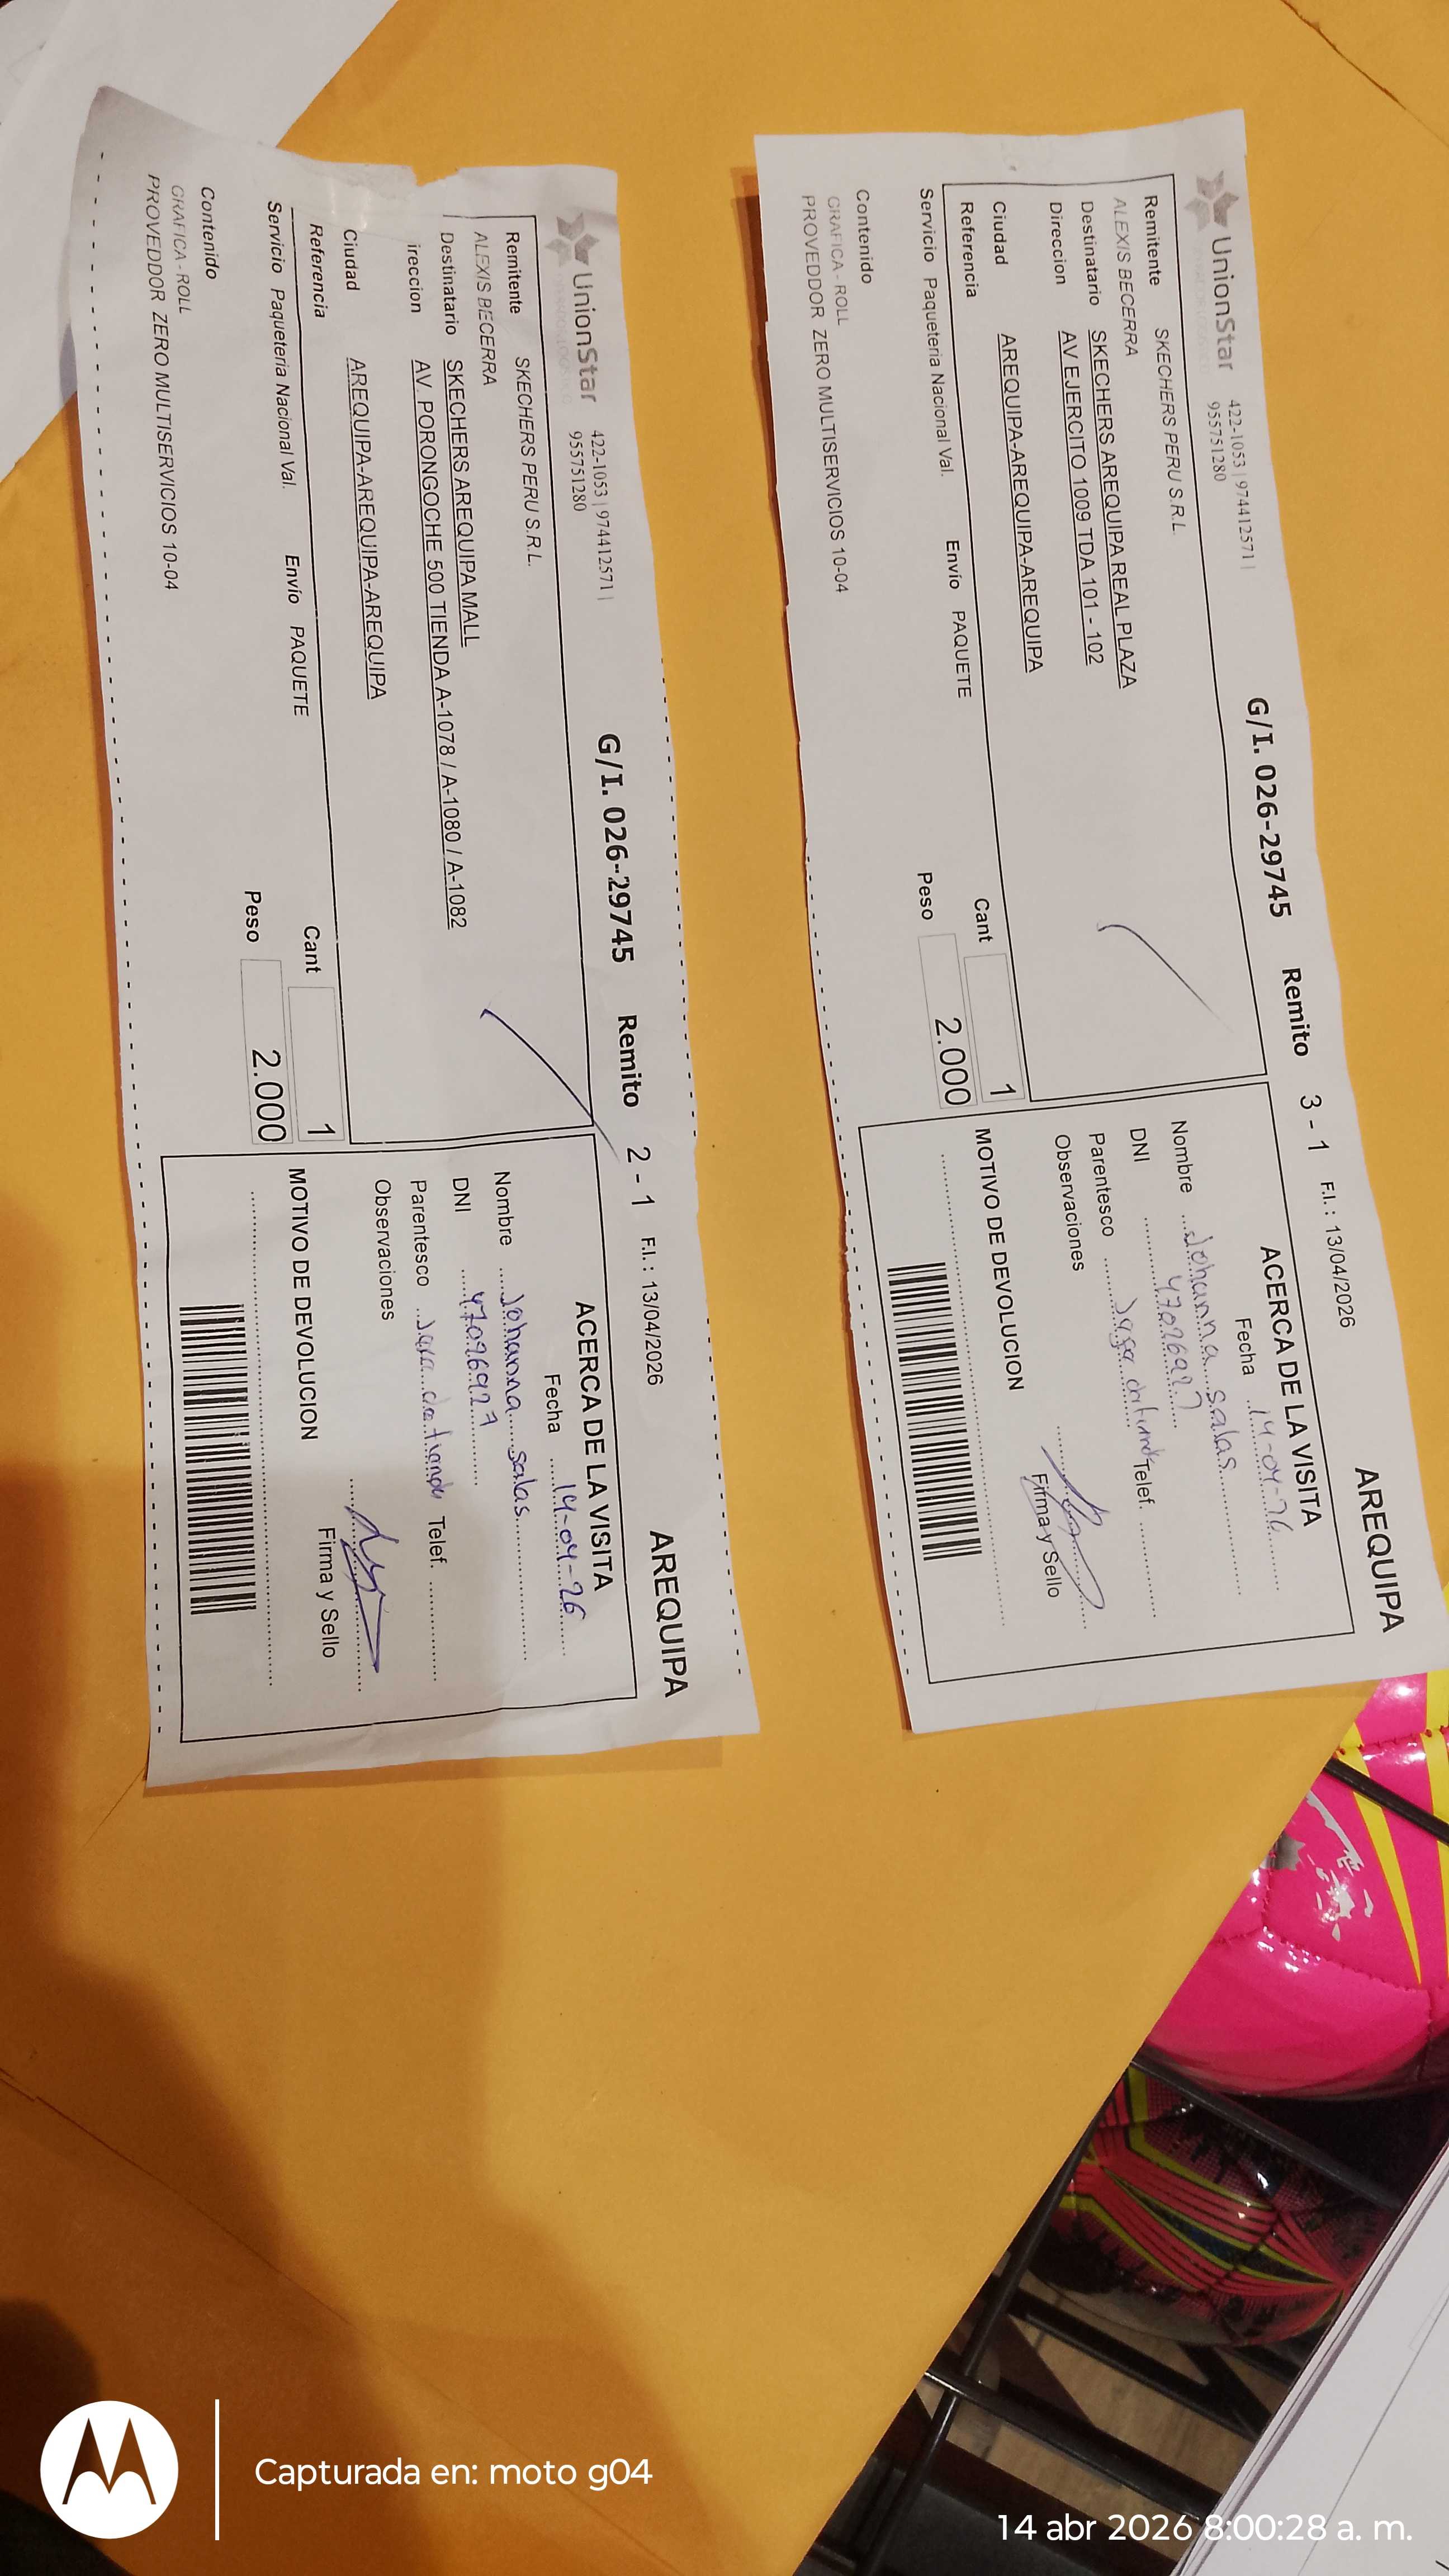 UnionStar
422-1053 | 974412571 |
955751280
G/I. 026-29745 Remito 3 - 1 F.I. : 13/04/2026 AREQUIPA
Remitente SKECHERS PERU S.R.L.
ALEXIS BECERRA
Destinatario SKECHERS AREQUIPA REAL PLAZA
Direccion AV EJERCITO 1009 TDA 101 - 102
Ciudad AREQUIPA-AREQUIPA-AREQUIPA
Referencia
Servicio Paqueteria Nacional Val. Envío PAQUETE
Cant 1
Peso 2.000
Contenido
GRAFICA - ROLL
PROVEDDOR ZERO MULTISERVICIOS 10-04
ACERCA DE LA VISITA
Fecha 14-04-26
Nombre Johanna Salas
DNI 47096927
Parentesco Telef.
Observaciones
Firma y Sello
MOTIVO DE DEVOLUCION
UnionStar
422-1053 | 974412571 |
955751280
G/I. 026-29745 Remito 2 - 1 F.I. : 13/04/2026 AREQUIPA
Remitente SKECHERS PERU S.R.L.
ALEXIS BECERRA
Destinatario SKECHERS AREQUIPA MALL
ireccion AV. PORONGOCHE 500 TIENDA A-1078 / A-1080 / A-1082
Ciudad AREQUIPA-AREQUIPA-AREQUIPA
Referencia
Servicio Paqueteria Nacional Val. Envío PAQUETE
Cant 1
Peso 2.000
Contenido
GRAFICA - ROLL
PROVEDDOR ZERO MULTISERVICIOS 10-04
ACERCA DE LA VISITA
Fecha 14-04-26
Nombre Johanna Salas
DNI 47096927
Parentesco de tienda Telef.
Observaciones
Firma y Sello
MOTIVO DE DEVOLUCION
Capturada en: moto g04
14 abr 2026 8:00:28 a. m.